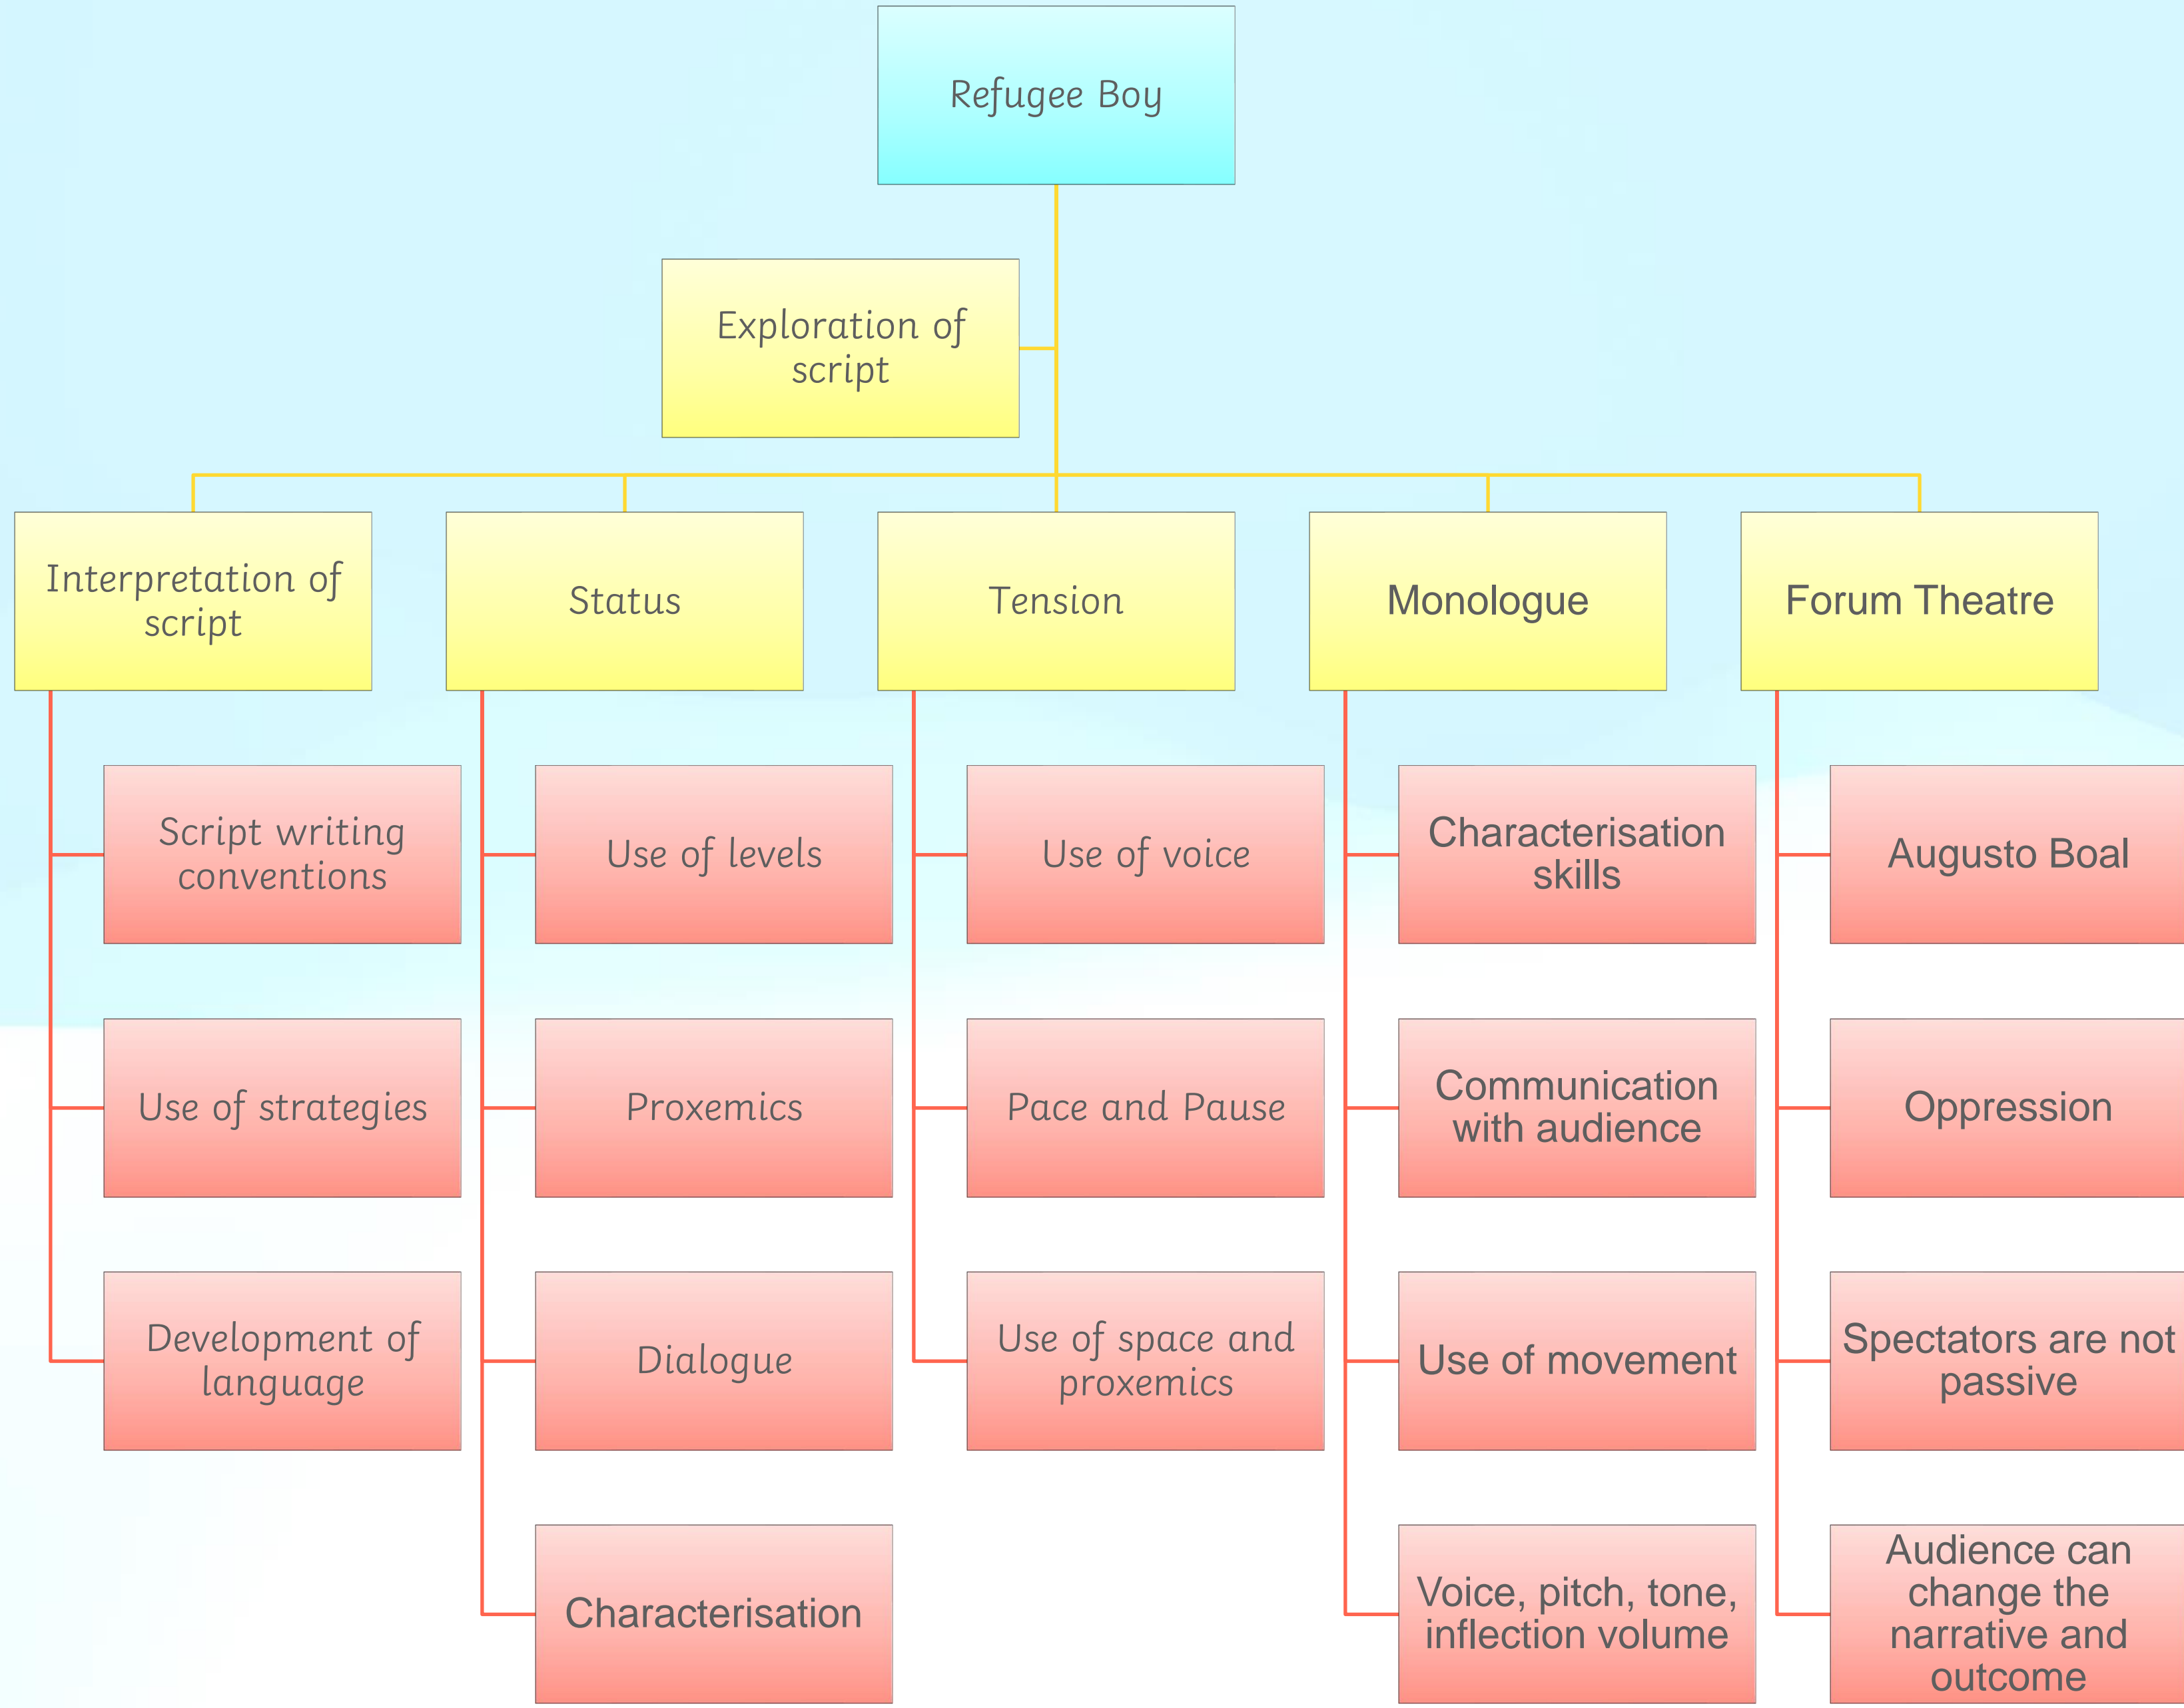 Refugee Boy
Exploration of
script
Interpretation of
script
Status
Tension
Monologue
Forum Theatre
Script writing
conventions
Use of strategies
Development of
language
Use of levels
Proxemics
Dialogue
Characterisation
Use of voice
Pace and Pause
Use of space and
proxemics
Characterisation
skills
Communication
with audience
Use of movement
Voice, pitch, tone,
inflection volume
Augusto Boal
Oppression
Spectators are not
passive
Audience can
change the
narrative and
outcome